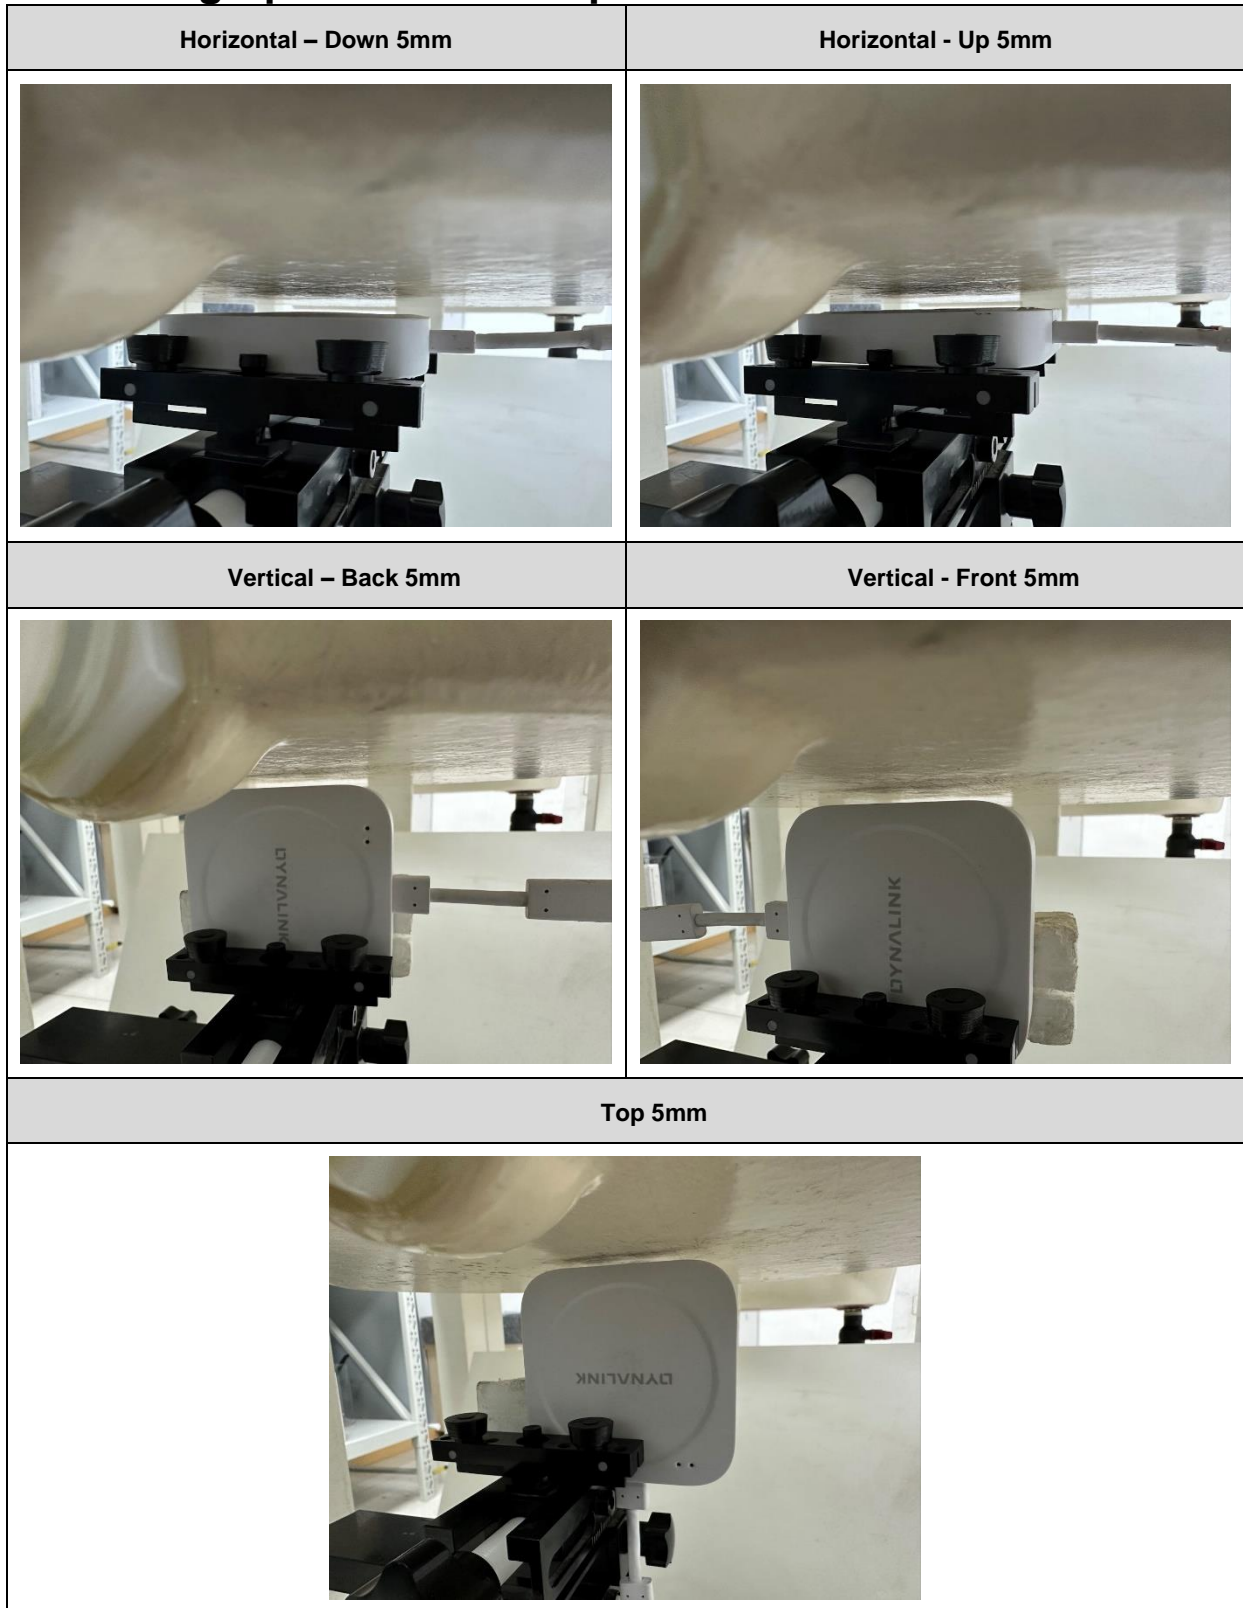 Horizontal – Down 5mm
Horizontal - Up 5mm
Vertical – Back 5mm
Vertical - Front 5mm
DYNALINK
DYNALINK
Top 5mm
DYNALINK